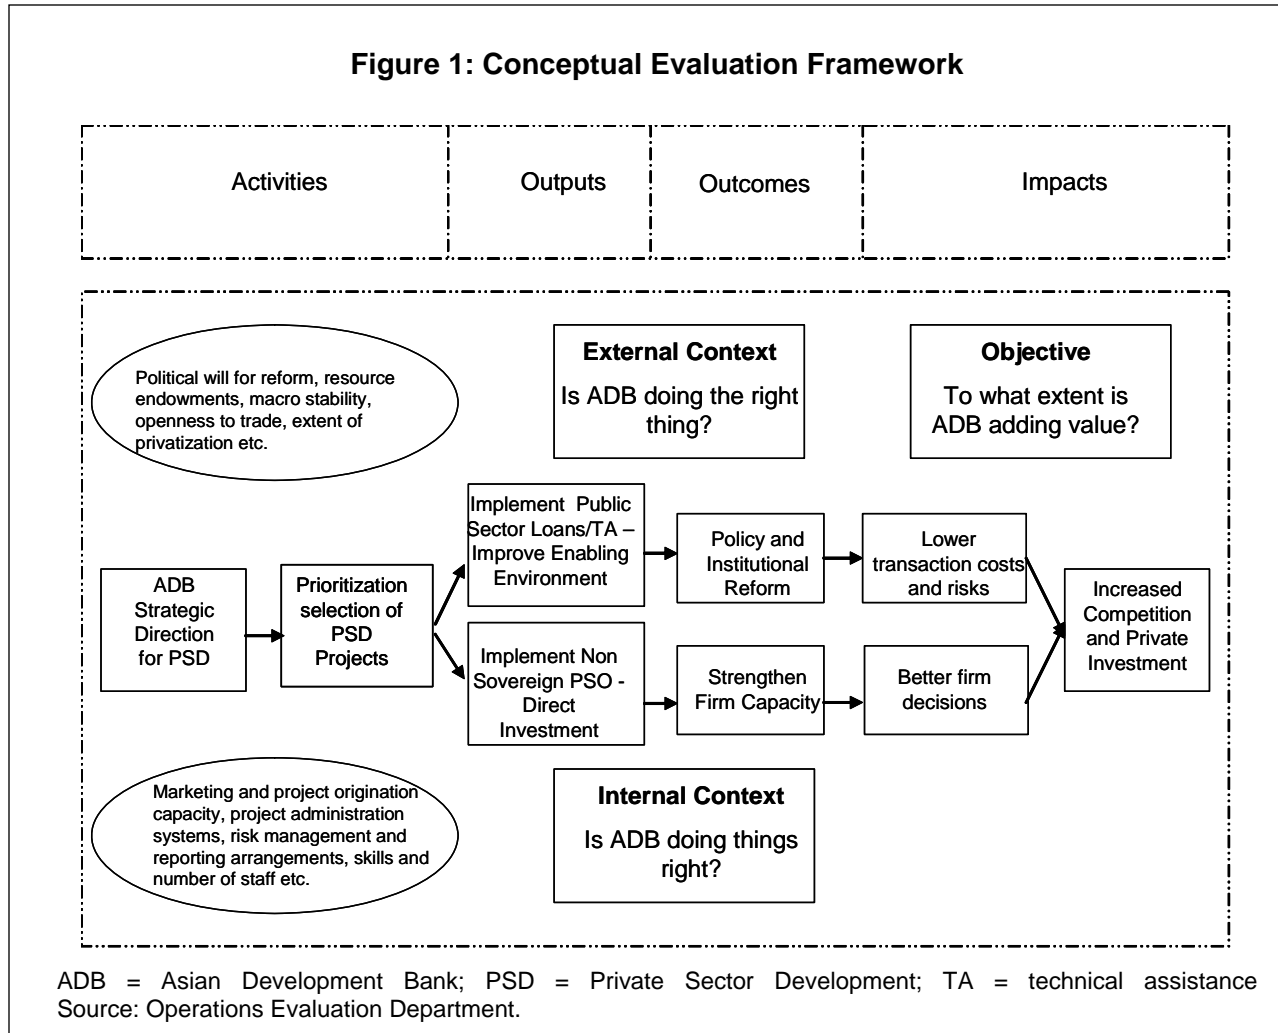 Figure 1: Conceptual Evaluation Framework
Activities
Outputs
Outcomes
Impacts
Political will for reform, resource
endowments, macro stability,
openness to trade, extent of
privatization etc.
External Context
Is ADB doing the right
thing?
Objective
To what extent is
ADB adding value?
ADB
Strategic
Direction
for PSD
Prioritization
selection of
PSD
Projects
Implement Public
Sector Loans/TA –
Improve Enabling
Environment
Policy and
Institutional
Reform
Lower
transaction costs
and risks
Implement Non
Sovereign PSO -
Direct
Investment
Strengthen
Firm Capacity
Better firm
decisions
Increased
Competition
and Private
Investment
Marketing and project origination
capacity, project administration
systems, risk management and
reporting arrangements, skills and
number of staff etc.
Internal Context
Is ADB doing things
right?
ADB = Asian Development Bank; PSD = Private Sector Development; TA = technical assistance
Source: Operations Evaluation Department.